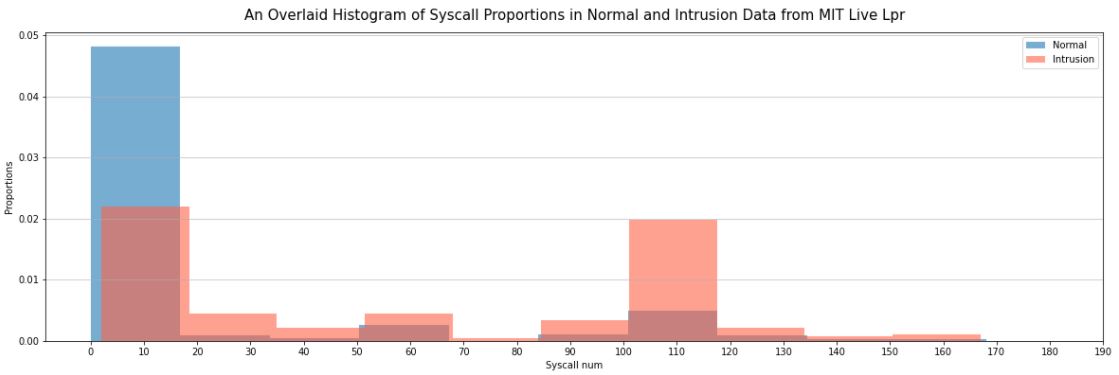 An Overlaid Histogram of Syscall Proportions in Normal and Intrusion Data from MIT Live Lpr
Normal
Intrusion
0.05
0.04
0.03
0.02
0.01
0.00
Proportions
0 10 20 30 40 50 60 70 80 90 100 110 120 130 140 150 160 170 180 190
Syscall num